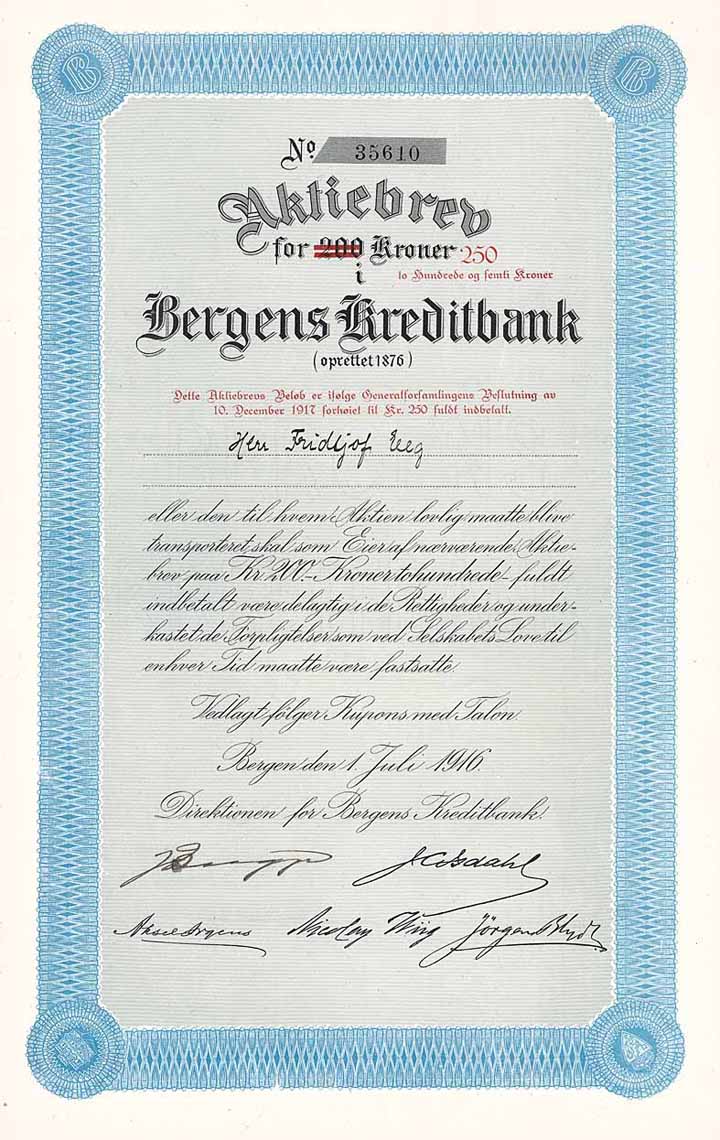 No. 35610
Aktiebrev
for 200 Kroner 250
to Hundrede og femti Kroner
i
Bergens Kreditbank
(oprettet 1876)
Dette Aktiebrevs Beløb er ifølge Generalforsamlingens Beslutning av
10. December 1917 forhøiet til Kr. 250 fuldt indbetalt.
Herr Fridtjof Eeg
eller den til hvem Aktien lovlig maatte blive
transporteret skal som Eier af nærværende Aktie-
brev paa Kr. 200.- Kroner tohundrede - fuldt
indbetalt være delagtig i de Rettigheder og under-
kastet de Forpligtelser som ved Selskabets Love til
enhver Tid maatte være fastsatte.
Vedlagt følger Kupons med Talon.
Bergen den 1. Juli 1916.
Direktionen for Bergens Kreditbank:
Nicolay Wiig Jörgen Blydt